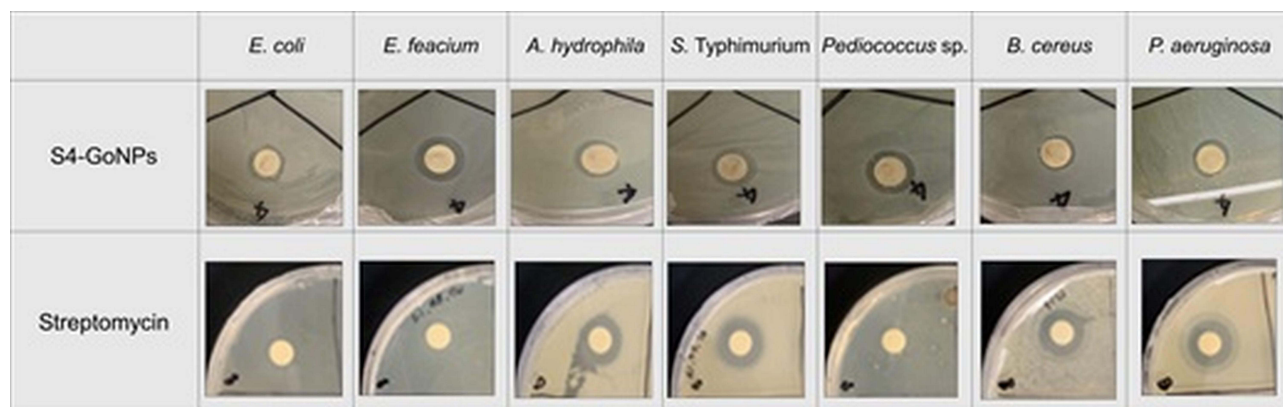 E. coli
E. feacium
A. hydrophila
S. Typhimurium
Pediococcus sp.
B. cereus
P. aeruginosa
S4-GoNPs
Streptomycin